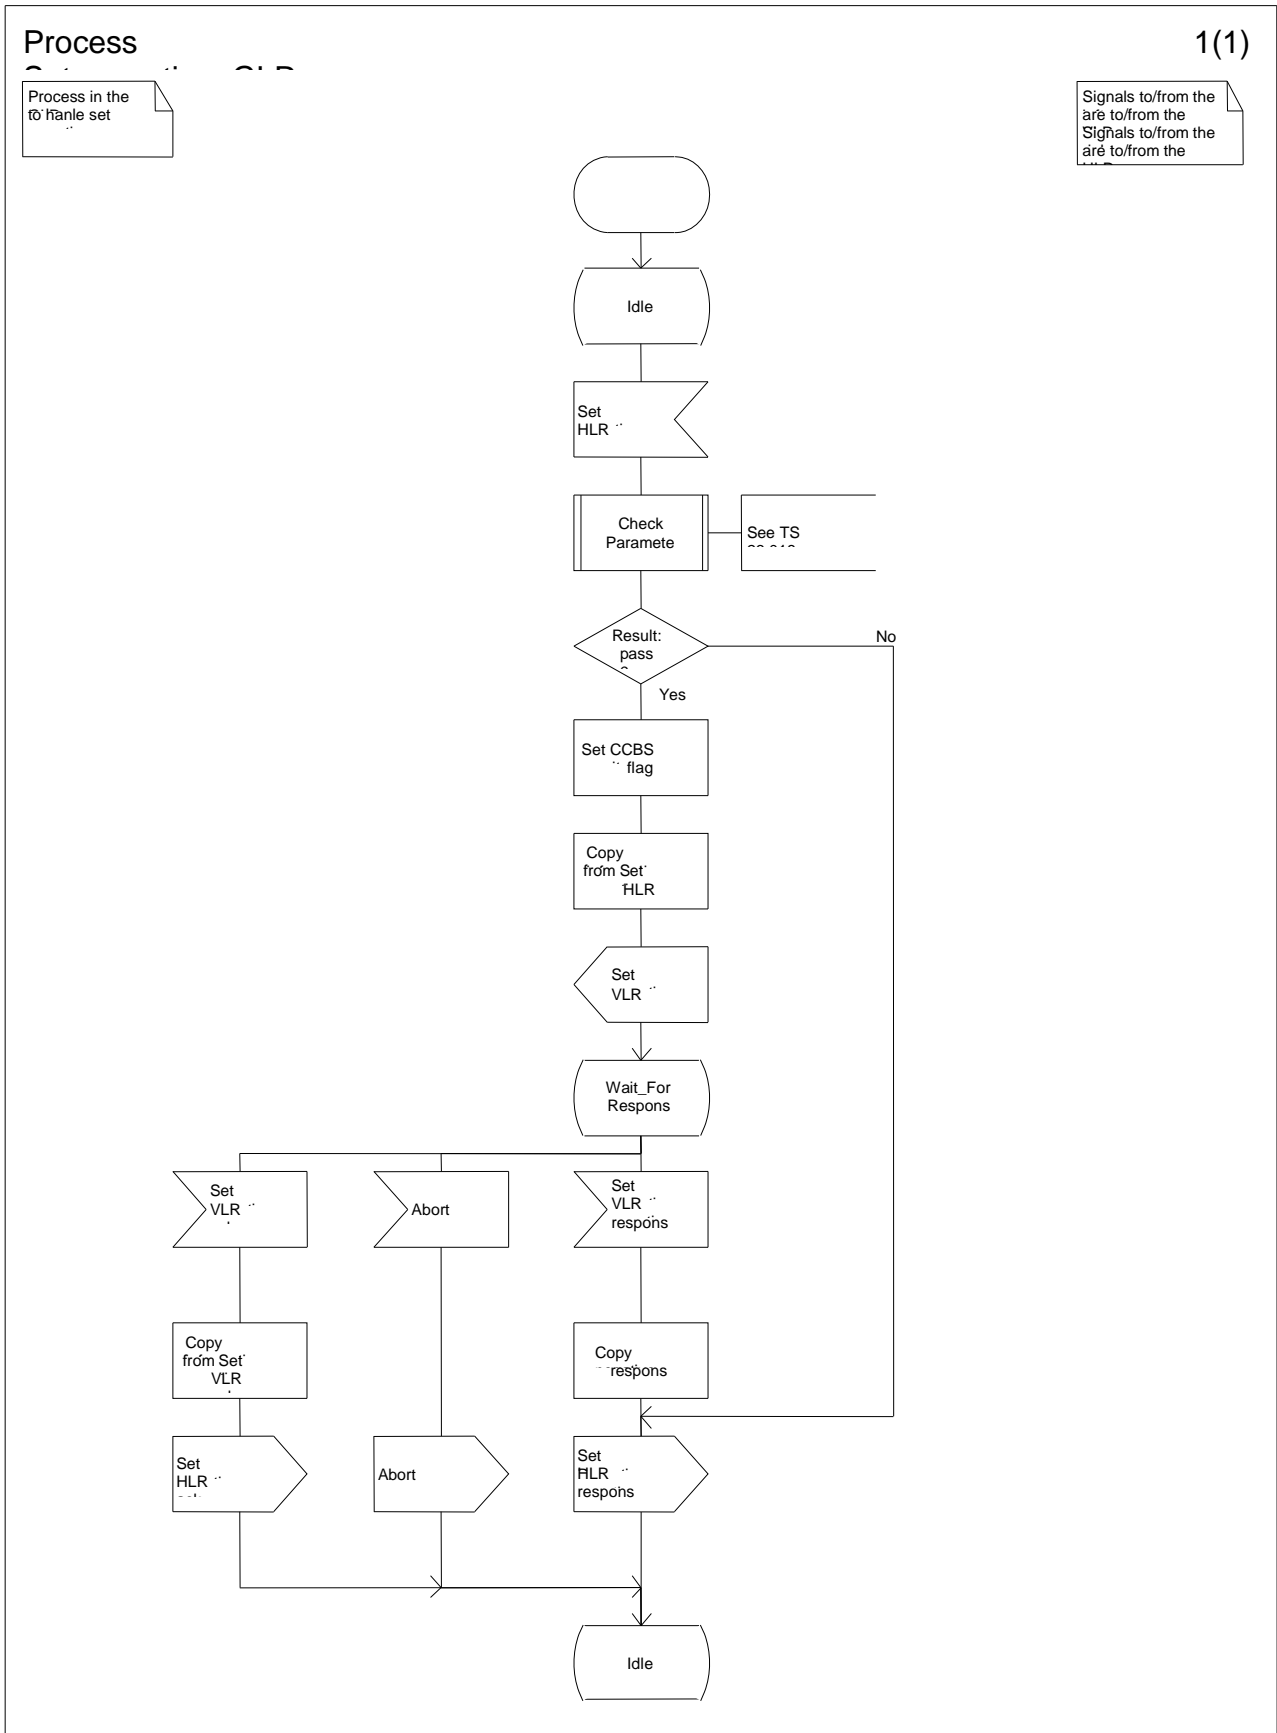 Process
1(1)
Process in the
to hanle set
Signals to/from the
are to/from the
Signals to/from the
are to/from the
Idle
Set
HLR
Check
Paramete
See TS
Result:
pass
No
Yes
Set CCBS
flag
Copy
from Set
HLR
Set
VLR
Wait_For
Respons
Set
VLR
Abort
Set
VLR
respons
Copy
from Set
VLR
Copy
respons
Set
HLR
Abort
Set
HLR
respons
Idle